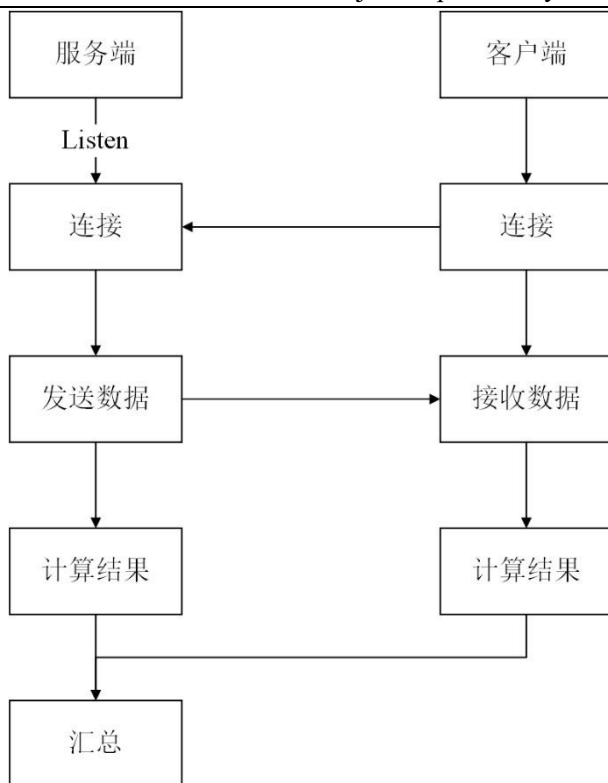 服务端
客户端
Listen
连接
连接
发送数据
接收数据
计算结果
计算结果
汇总